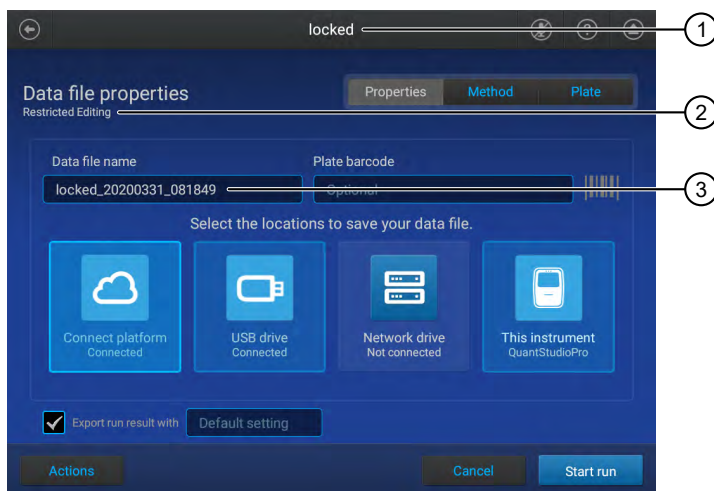 locked
1
?
Data file properties
Restricted Editing
Properties
Method
Plate
2
Data file name
Plate barcode
locked_20200331_081849
Optional
3
Select the locations to save your data file.
Connect platform
Connected
USB drive
Connected
Network drive
Not connected
This instrument
QuantStudioPro
Export run result with
Default setting
Actions
Cancel
Start run